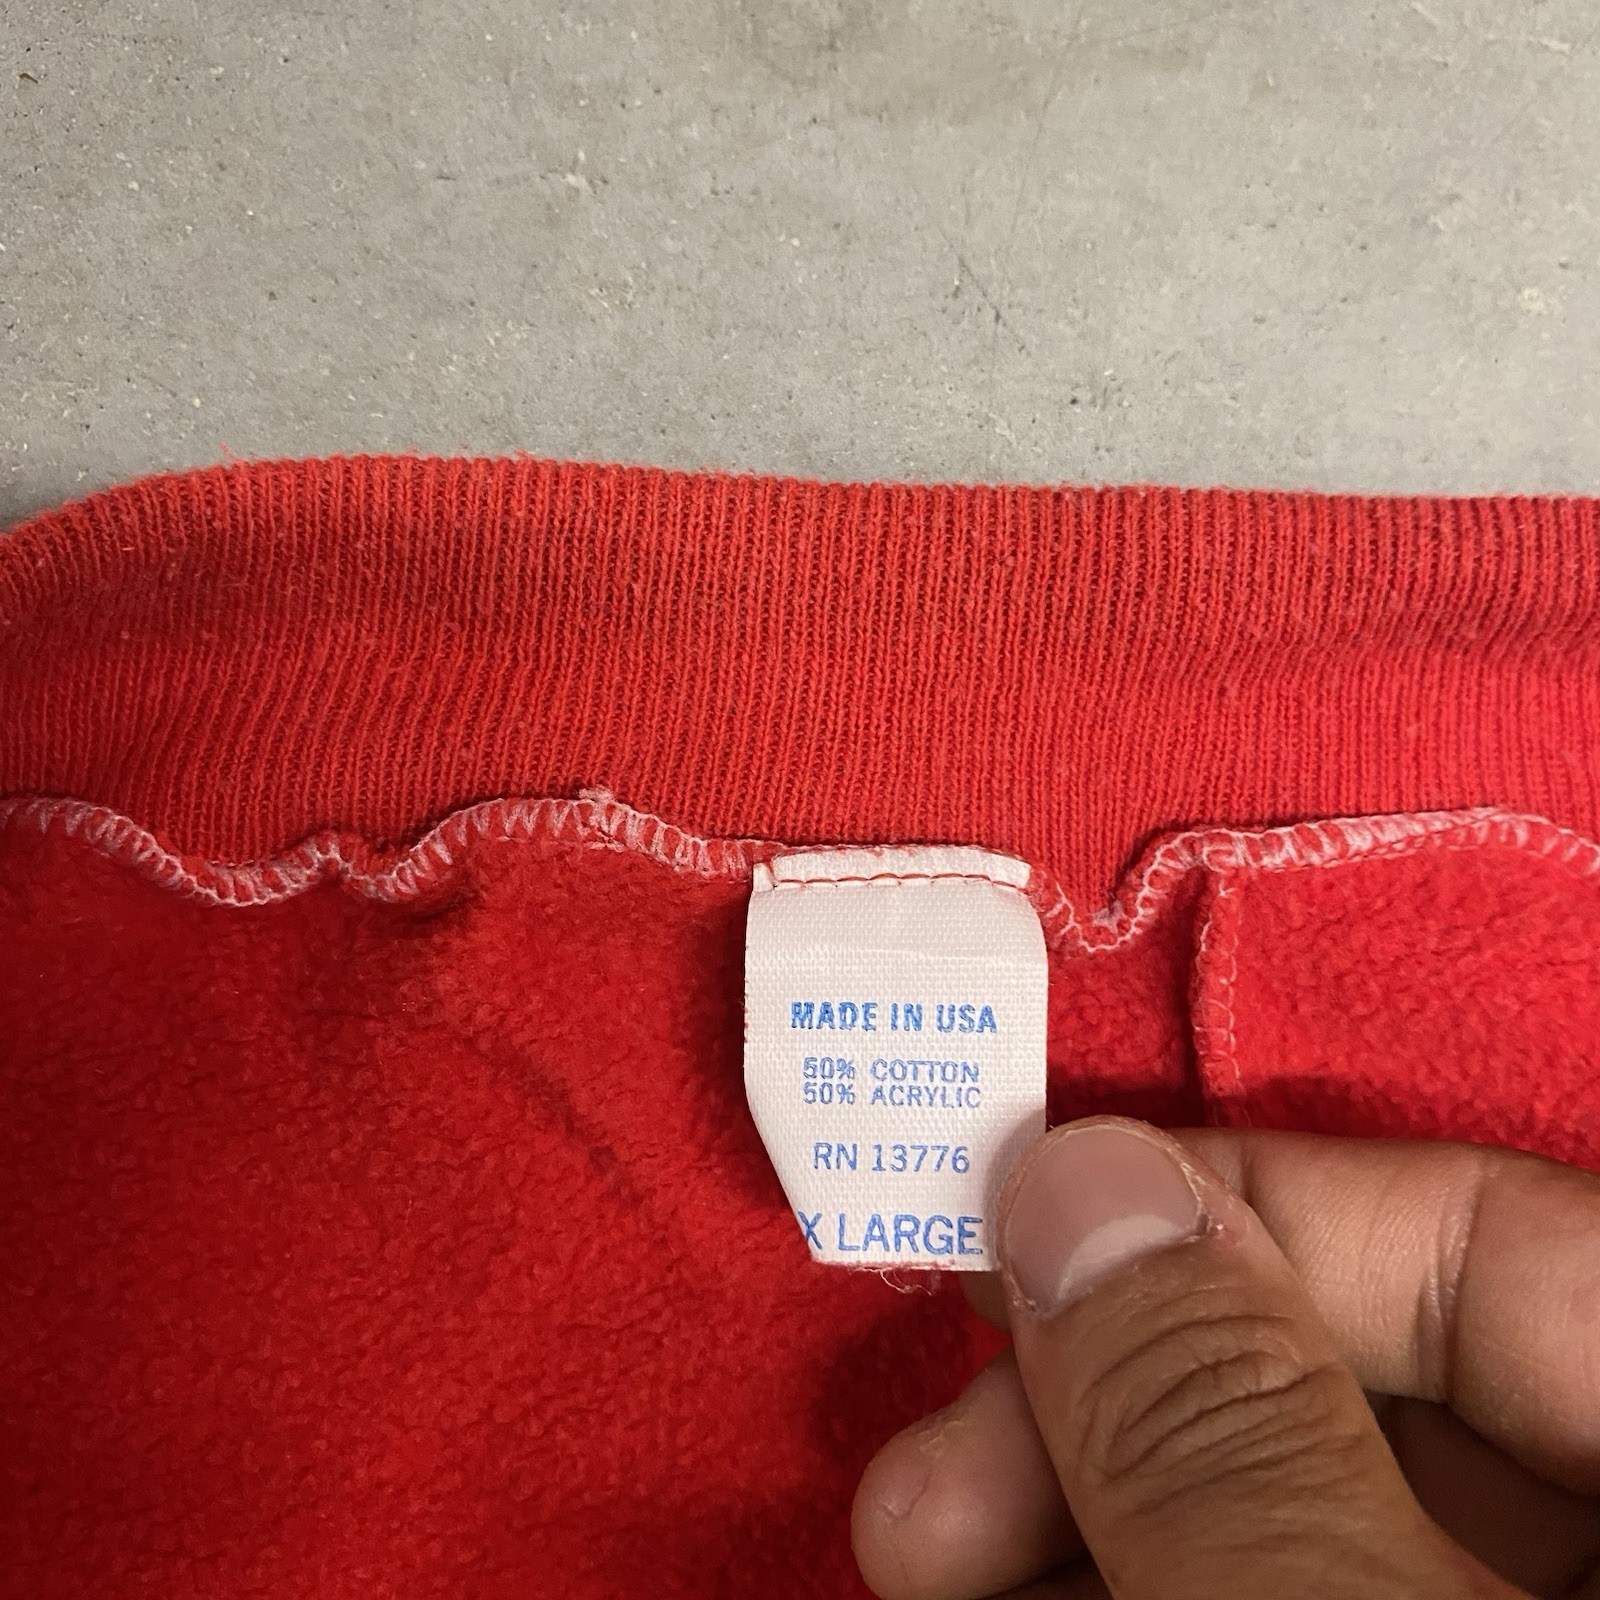 MADE IN USA
50% COTTON
50% ACRYLIC
RN 13776
X LARGE